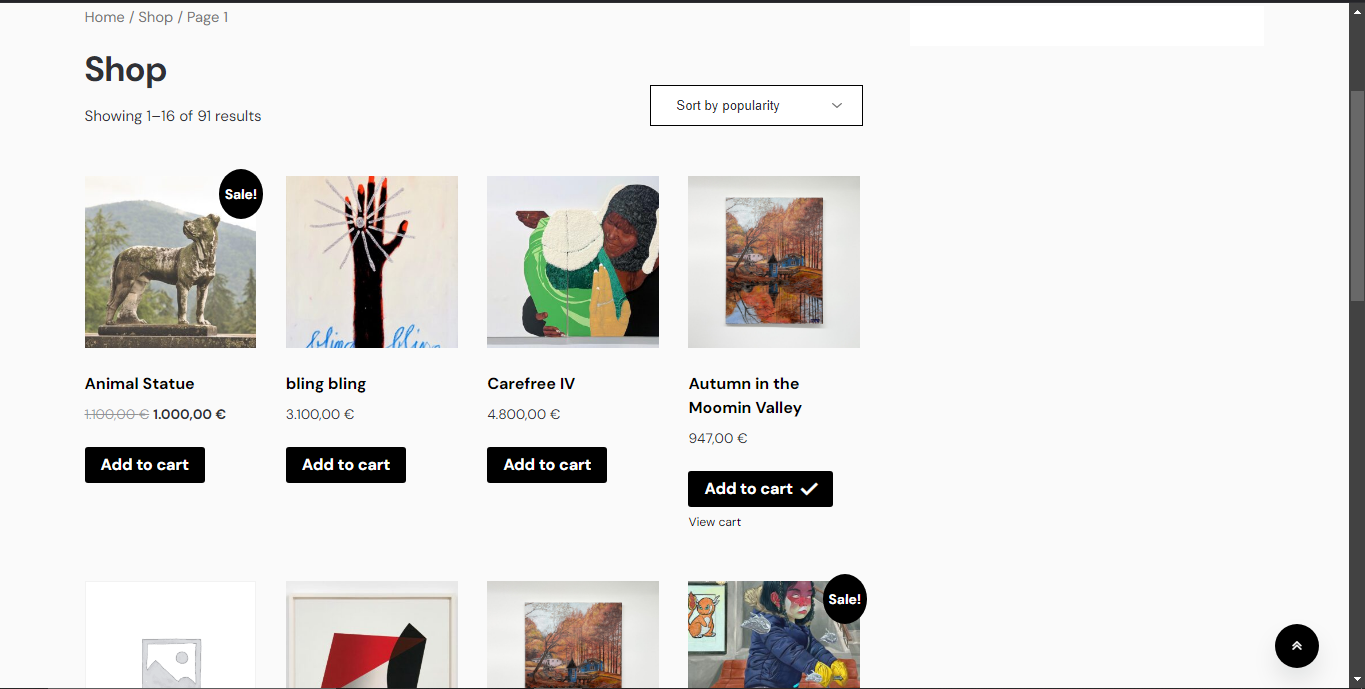 Home / Shop / Page 1
Shop
Showing 1–16 of 91 results
Sort by popularity
Sale!
bling bling
Animal Statue
1.100,00 € 1.000,00 €
Add to cart
bling bling
3.100,00 €
Add to cart
Carefree IV
4.800,00 €
Add to cart
Autumn in the
Moomin Valley
947,00 €
Add to cart
View cart
Sale!